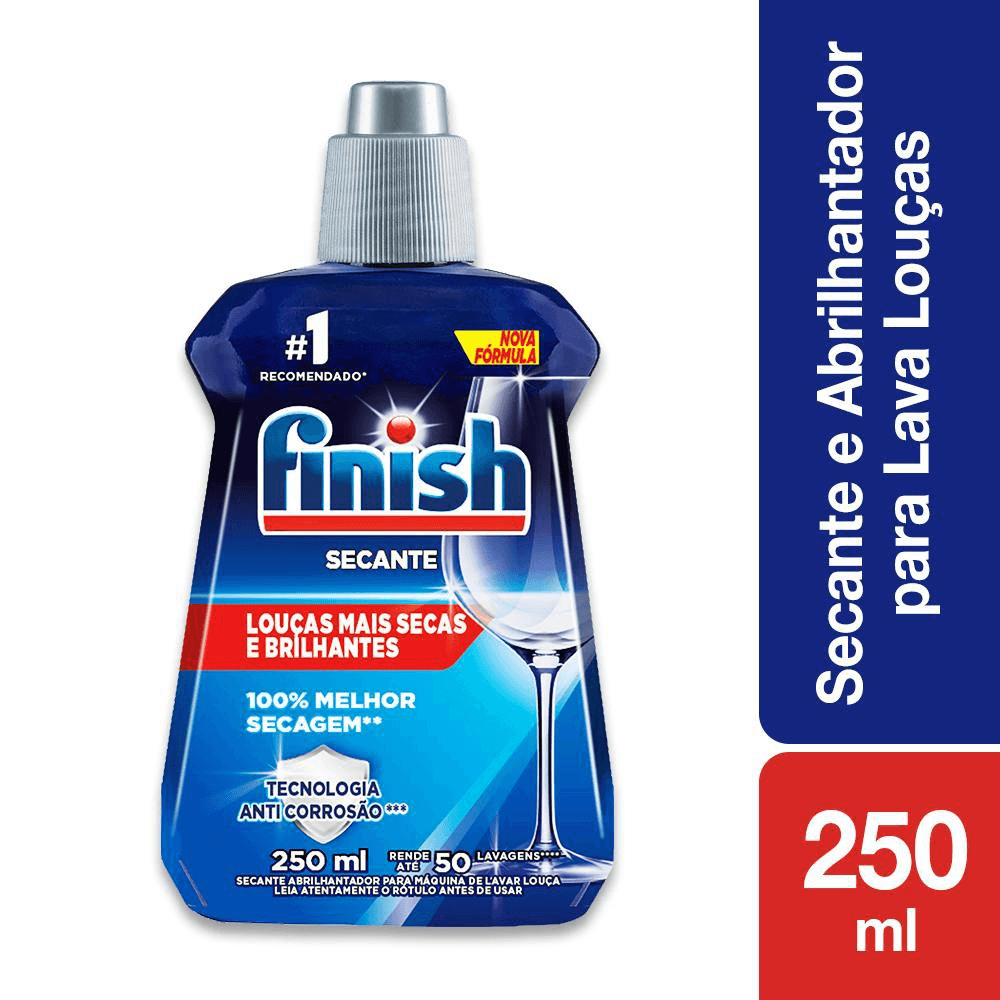 #1
RECOMENDADO*
NOVA
FÓRMULA
finish
SECANTE
LOUÇAS MAIS SECAS
E BRILHANTES
100% MELHOR
SECAGEM**
TECNOLOGIA
ANTI CORROSÃO***
250 ml RENDE ATÉ 50 LAVAGENS****
SECANTE ABRILHANTADOR PARA MÁQUINA DE LAVAR LOUÇA
LEIA ATENTAMENTE O RÓTULO ANTES DE USAR
Secante e Abrilhantador
para Lava Louças
250
ml